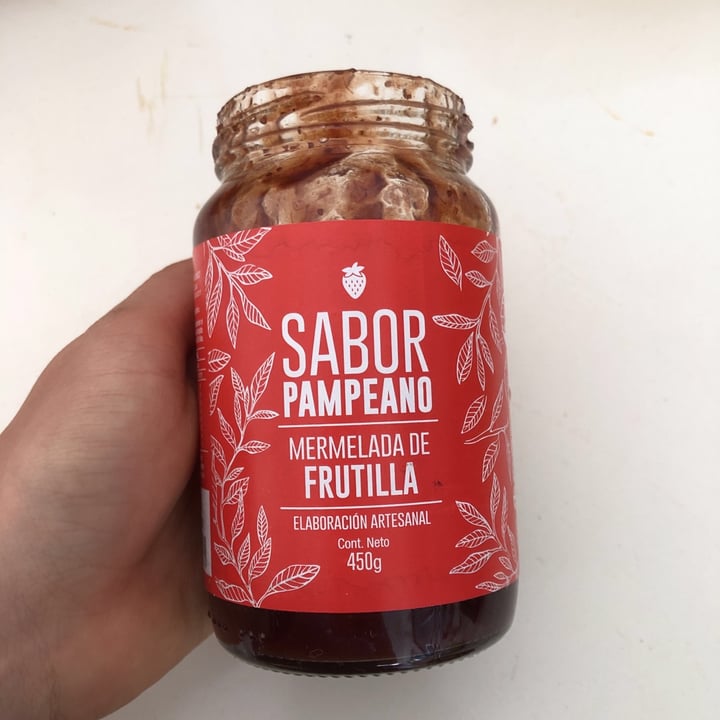 SABOR
PAMPEANO
MERMELADA DE
FRUTILLA
ELABORACIÓN ARTESANAL
Cont. Neto
450g